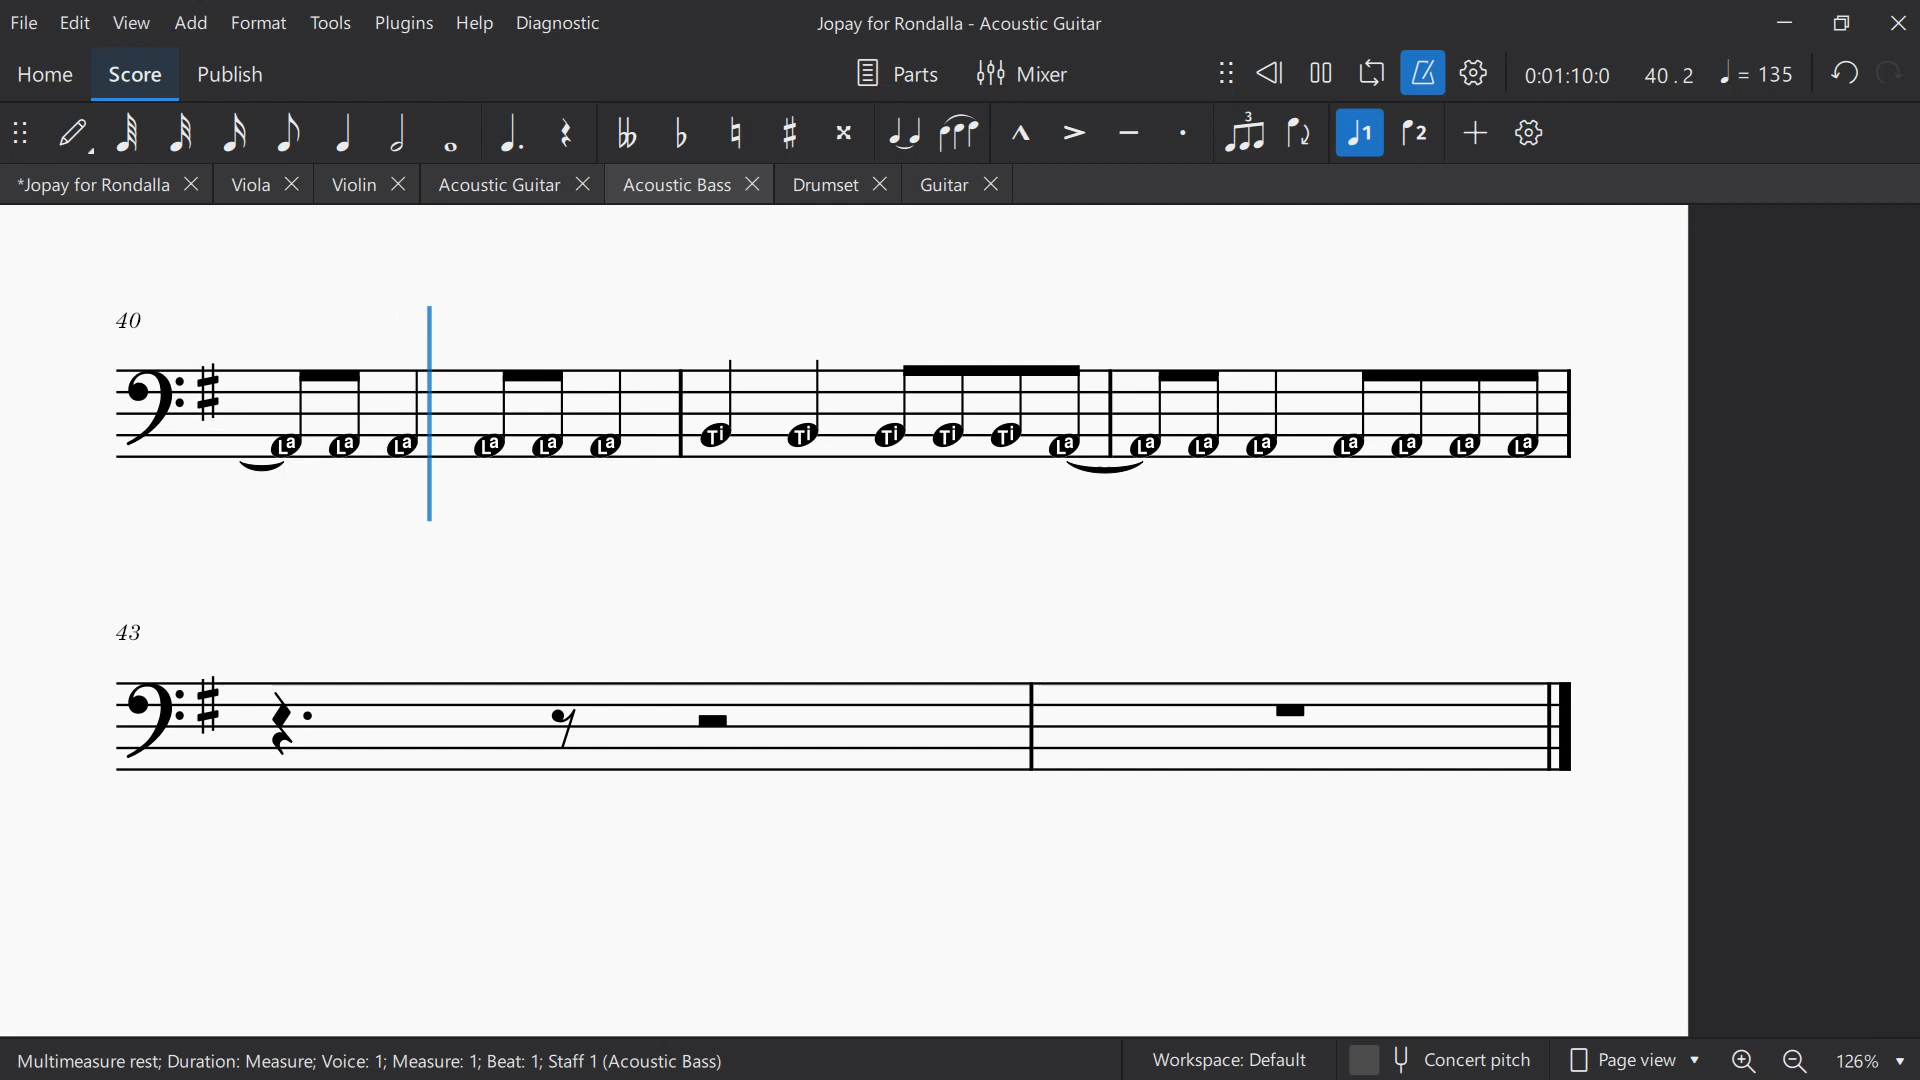 File Edit View Add Format Tools Plugins Help Diagnostic Jopay for Rondalla - Acoustic Guitar
Home Score Publish Parts Mixer 0:01:10:0 40 . 2 = 135
3 1 2
*Jopay for Rondalla Viola Violin Acoustic Guitar Acoustic Bass Drumset Guitar
40
La La La La La La Ti Ti Ti Ti Ti La La La La La La La La
43
Multimeasure rest; Duration: Measure; Voice: 1; Measure: 1; Beat: 1; Staff 1 (Acoustic Bass) Workspace: Default Concert pitch Page view 126%